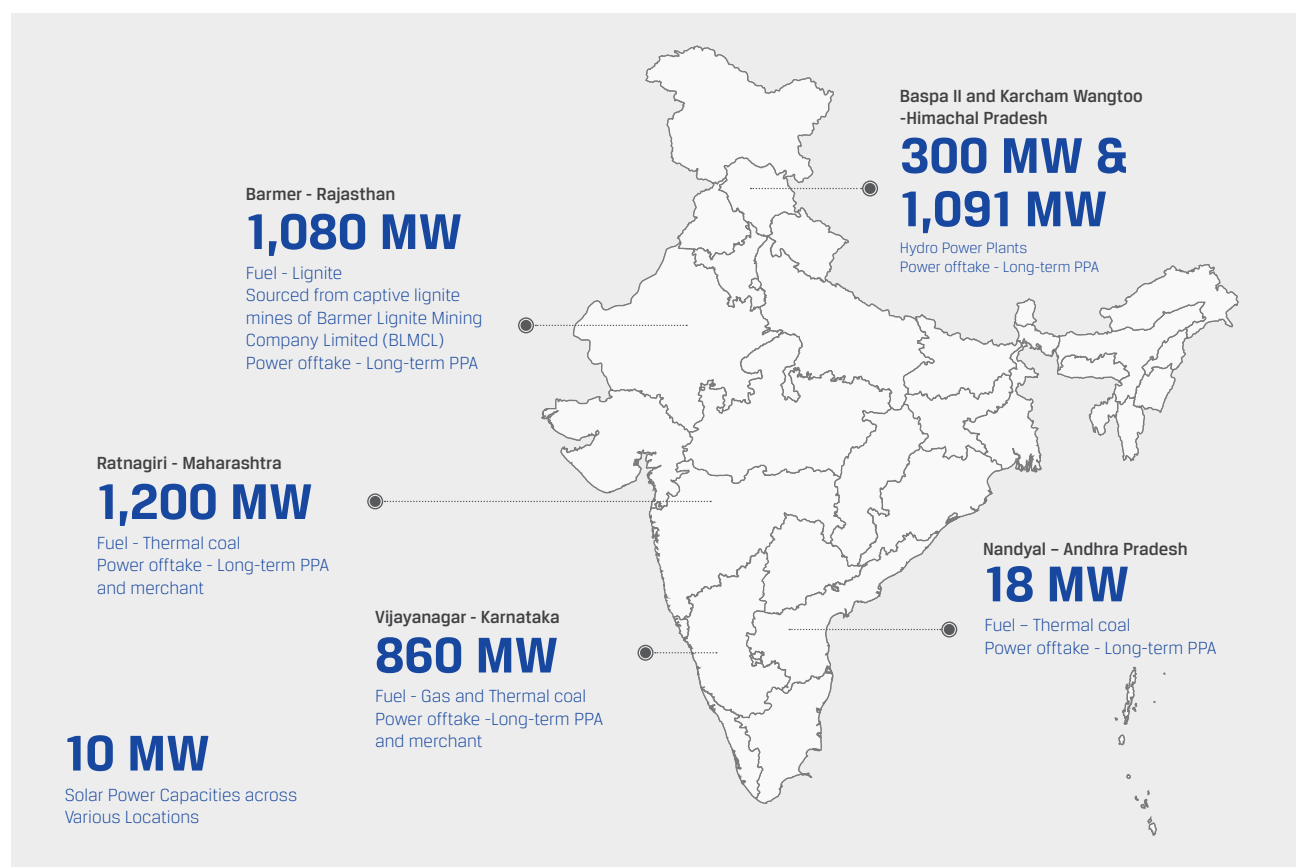 Baspa II and Karcham Wangtoo
-Himachal Pradesh
300 MW &
1,091 MW
Hydro Power Plants
Power offtake - Long-term PPA
Barmer - Rajasthan
1,080 MW
Fuel - Lignite
Sourced from captive lignite
mines of Barmer Lignite Mining
Company Limited (BLMCL)
Power offtake - Long-term PPA
Ratnagiri - Maharashtra
1,200 MW
Fuel - Thermal coal
Power offtake - Long-term PPA
and merchant
Nandyal – Andhra Pradesh
18 MW
Fuel – Thermal coal
Power offtake - Long-term PPA
Vijayanagar - Karnataka
860 MW
Fuel - Gas and Thermal coal
Power offtake -Long-term PPA
and merchant
10 MW
Solar Power Capacities across
Various Locations